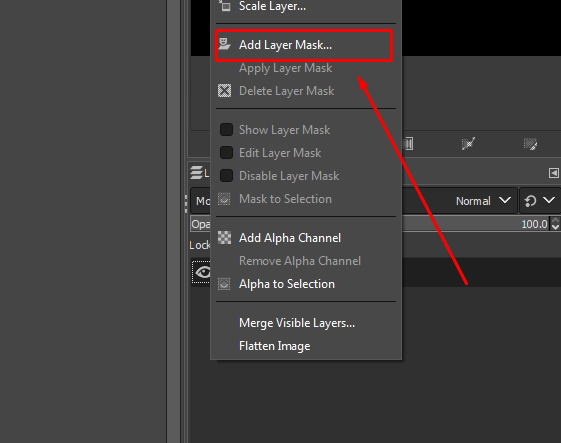 Scale Layer...
Add Layer Mask...
Apply Layer Mask
Delete Layer Mask
Show Layer Mask
Edit Layer Mask
Disable Layer Mask
Mask to Selection
Normal
100.0
Add Alpha Channel
Remove Alpha Channel
Alpha to Selection
Merge Visible Layers...
Flatten Image
Mo
Opa
Lock